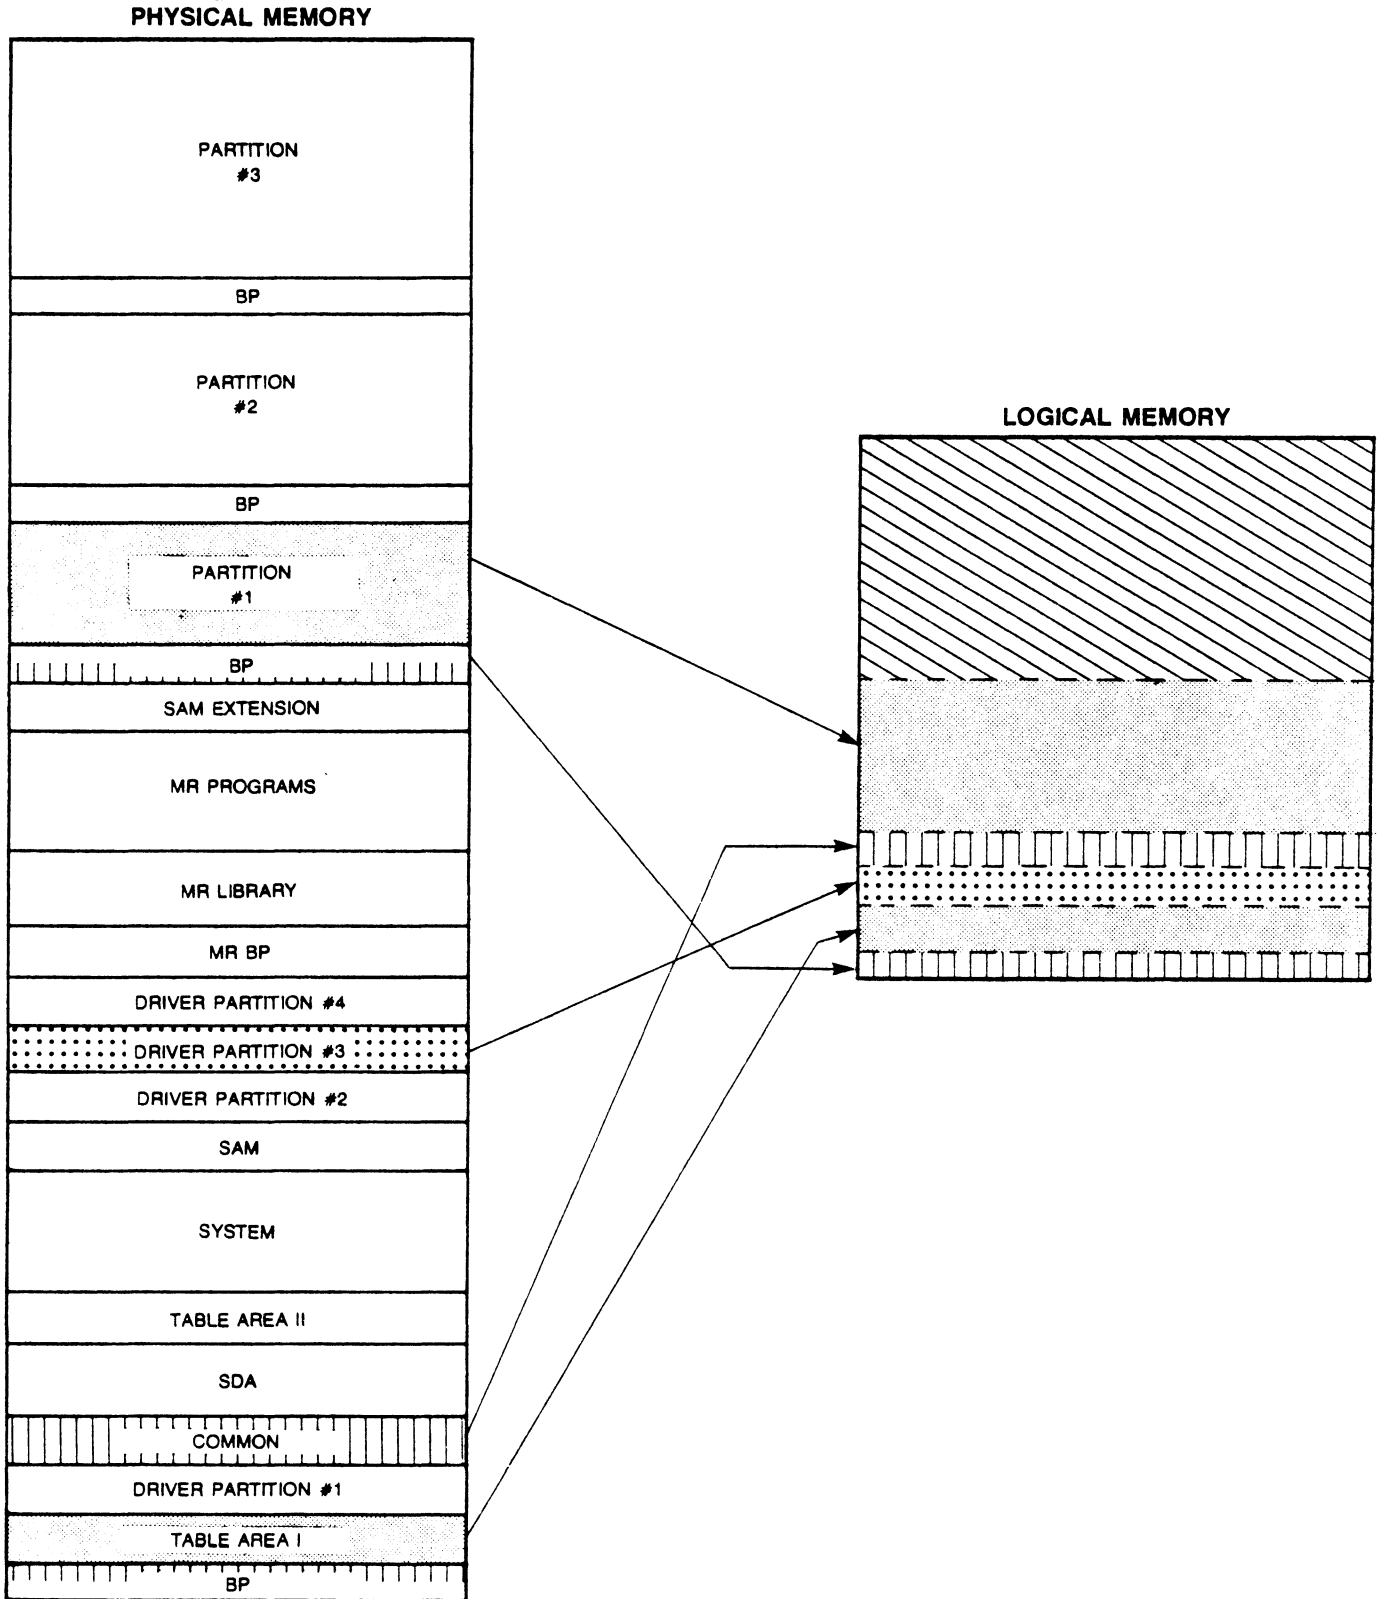 PHYSICAL MEMORY
PARTITION
#3
BP
PARTITION
#2
BP
PARTITION
#1
BP
SAM EXTENSION
MR PROGRAMS
MR LIBRARY
MR BP
DRIVER PARTITION #4
DRIVER PARTITION #3
DRIVER PARTITION #2
SAM
SYSTEM
TABLE AREA II
SDA
COMMON
DRIVER PARTITION #1
TABLE AREA I
BP
LOGICAL MEMORY